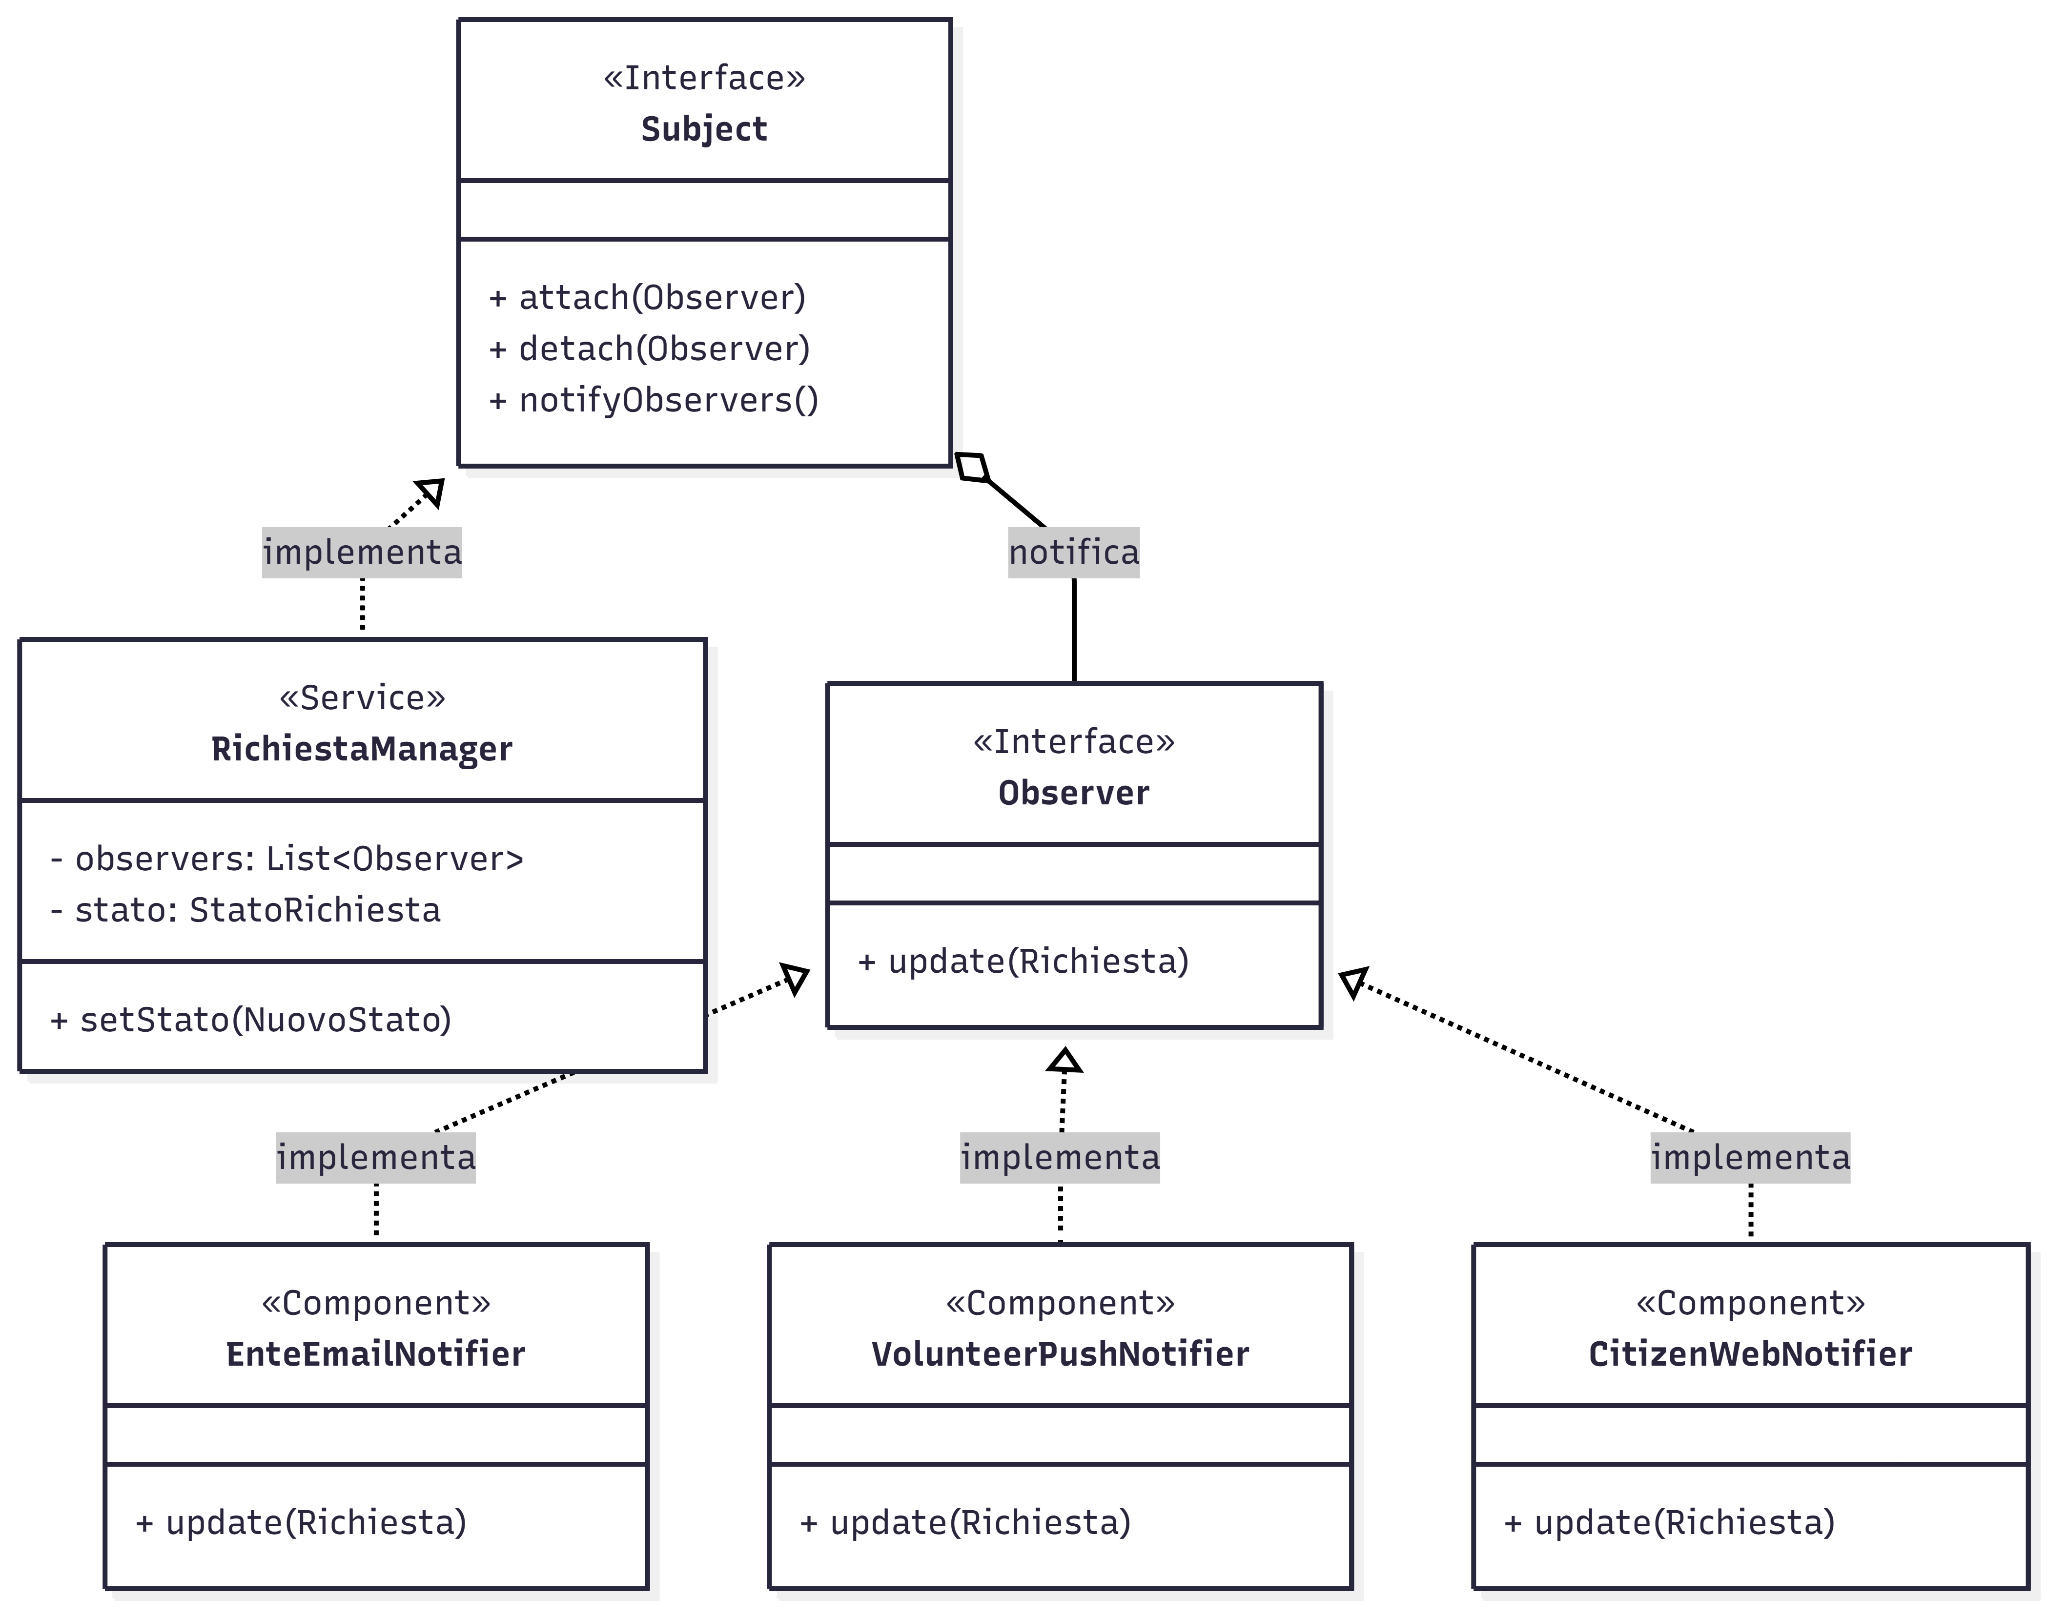 «Interface»
Subject
+ attach(Observer)
+ detach(Observer)
+ notifyObservers()
implementa
notifica
«Service»
RichiestaManager
- observers: List<Observer>
- stato: StatoRichiesta
+ setStato(NuovoStato)
«Interface»
Observer
+ update(Richiesta)
implementa
implementa
implementa
«Component»
EnteEmailNotifier
+ update(Richiesta)
«Component»
VolunteerPushNotifier
+ update(Richiesta)
«Component»
CitizenWebNotifier
+ update(Richiesta)